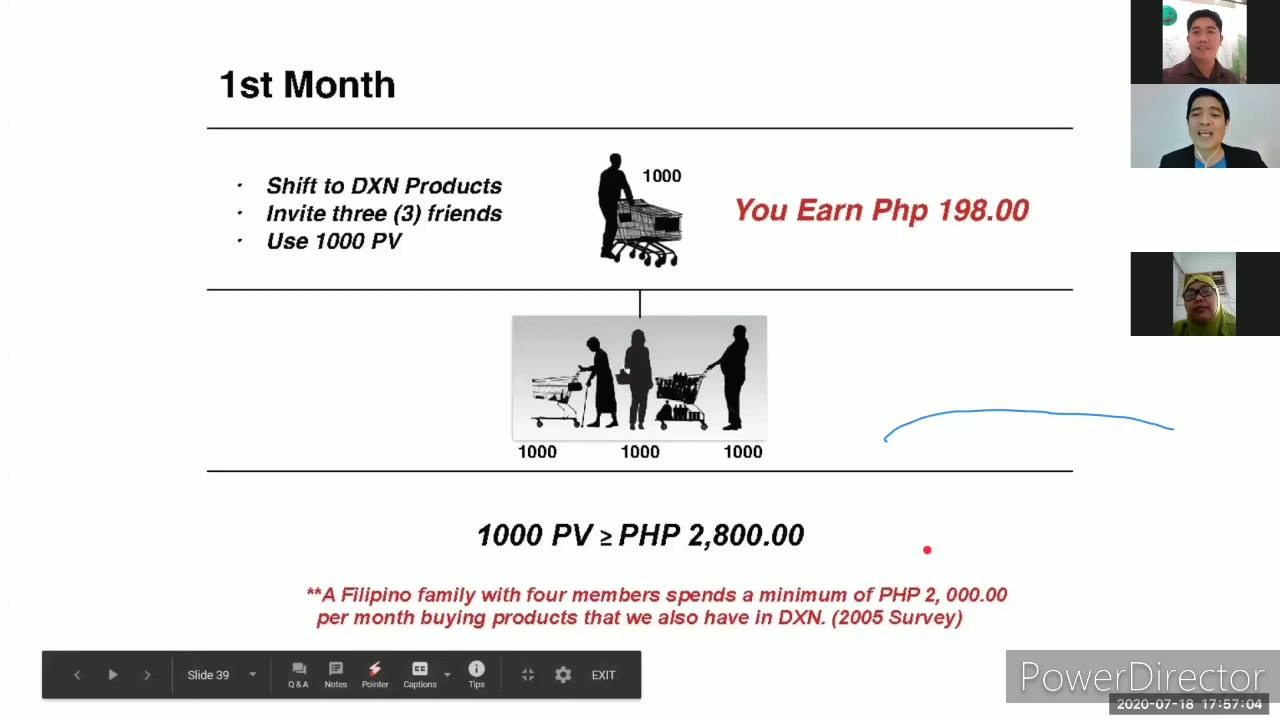 1st Month
· Shift to DXN Products
· Invite three (3) friends
· Use 1000 PV
1000
You Earn Php 198.00
1000 1000 1000
1000 PV ≥ PHP 2,800.00
**A Filipino family with four members spends a minimum of PHP 2, 000.00
per month buying products that we also have in DXN. (2005 Survey)
Slide 39
Q & A Notes Pointer Captions Tips EXIT
CC
PowerDirector
2020-07-18 17:57:04